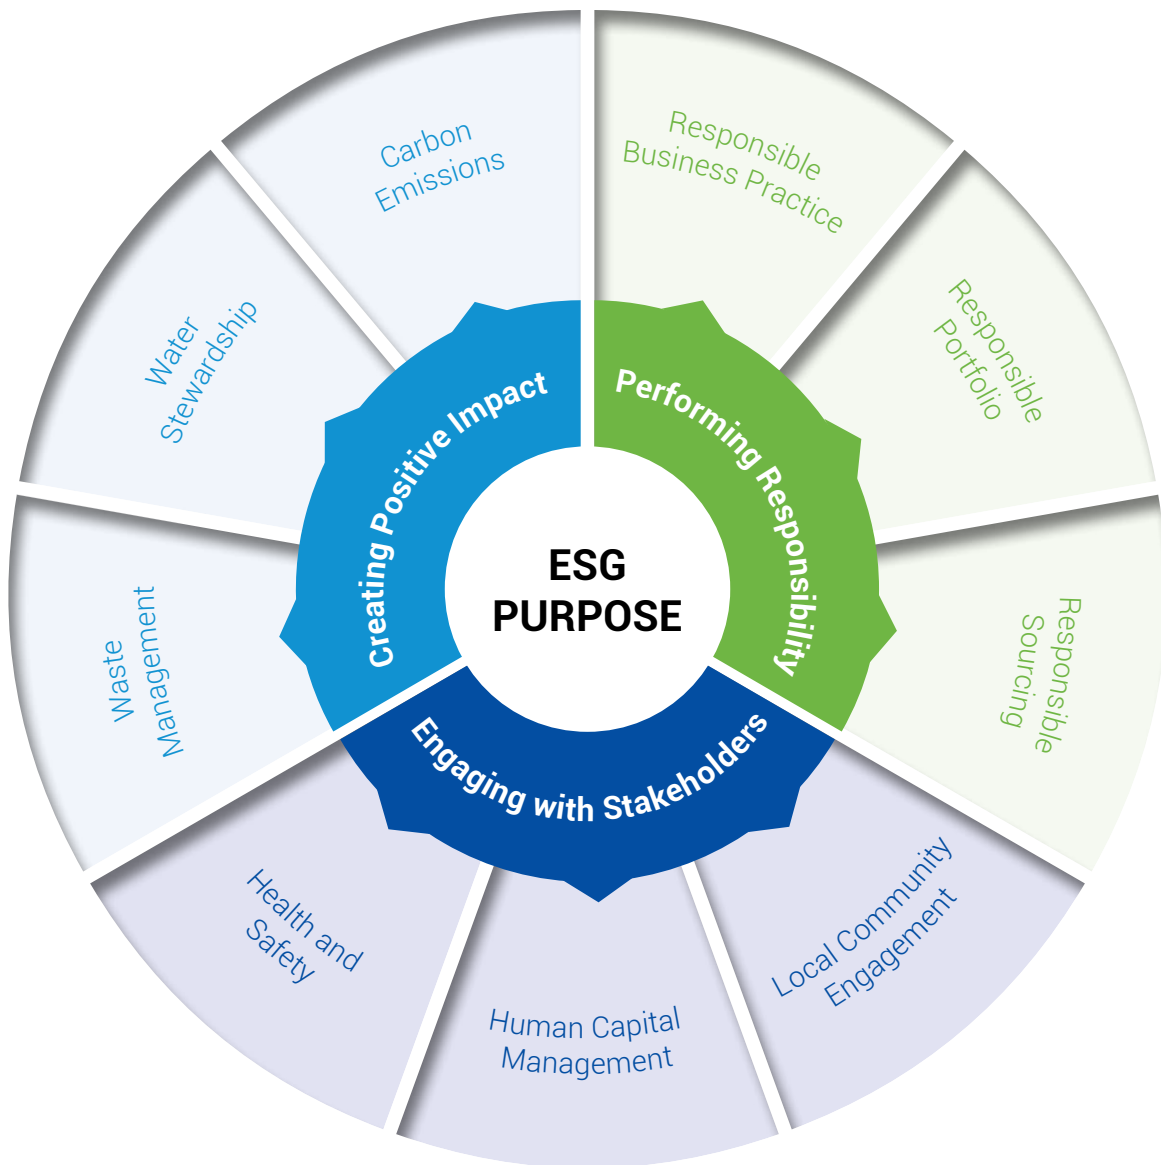 ESG
PURPOSE
Performing Responsibility
Responsible
Business Practice
Responsible
Portfolio
Responsible
Sourcing
Engaging with Stakeholders
Local Community
Engagement
Human Capital
Management
Health and
Safety
Creating Positive Impact
Waste
Management
Water
Stewardship
Carbon
Emissions